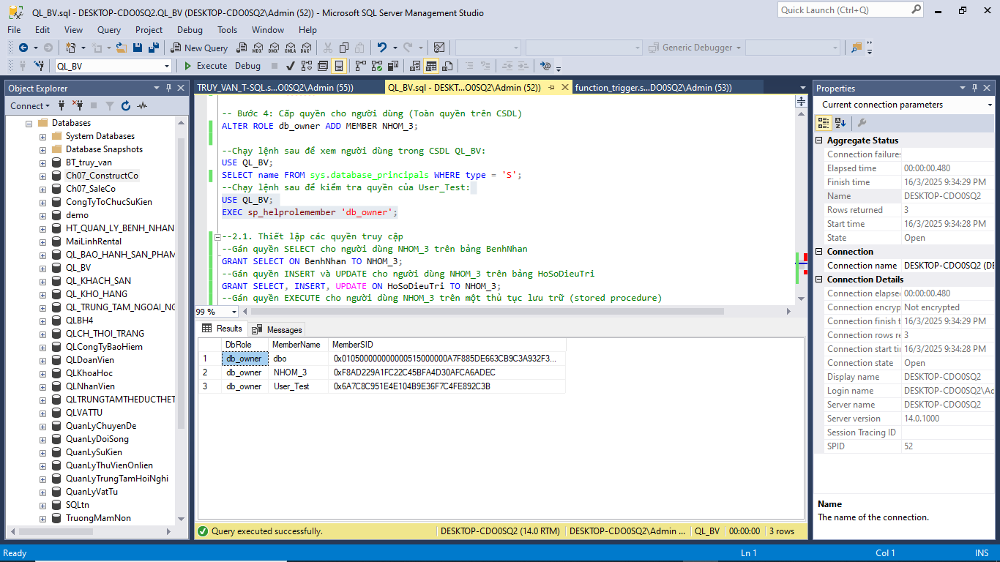 QL_BV.sql - DESKTOP-CDO0SQ2.QL_BV (DESKTOP-CDO0SQ2\Admin (52)) - Microsoft SQL Server Management Studio
Quick Launch (Ctrl+Q)
File Edit View Query Project Debug Tools Window Help
New Query
MDX DMX XMLA DAX
Generic Debugger
QL_BV
Execute Debug
Object Explorer
Connect
Databases
System Databases
Database Snapshots
BT_truy_van
Ch07_ConstructCo
Ch07_SaleCo
CongTyToChucSuKien
demo
HT_QUAN_LY_BENH_NHAN
MaiLinhRental
QL_BAO_HANH_SAN_PHAM
QL_BV
QL_KHACH_SAN
QL_KHO_HANG
QL_TRUNG_TAM_NGOAI_NG
QLBH4
QLCH_THOI_TRANG
QLCongTyBaoHiem
QLDoanVien
QLKhoaHoc
QLNhanVien
QLTRUNGTAMTHEDUCTHET
QLVATTU
QuanLyChuyenDe
QuanLyDoiSong
QuanLySuKien
QuanLyThuVienOnlien
QuanLyTrungTamHoiNghi
QuanLyVatTu
SQLtn
TruongMamNon
TRUY_VAN_T-SQL.s...O0SQ2\Admin (55))
QL_BV.sql - DESKT...O0SQ2\Admin (52))
function_trigger.s...DO0SQ2\Admin (53))
-- Bước 4: Cấp quyền cho người dùng (Toàn quyền trên CSDL)
ALTER ROLE db_owner ADD MEMBER NHOM_3;
--Chạy lệnh sau để xem người dùng trong CSDL QL_BV:
USE QL_BV;
SELECT name FROM sys.database_principals WHERE type = 'S';
--Chạy lệnh sau để kiểm tra quyền của User_Test:
USE QL_BV;
EXEC sp_helprolemember 'db_owner';
--2.1. Thiết lập các quyền truy cập
--Gán quyền SELECT cho người dùng NHOM_3 trên bảng BenhNhan
GRANT SELECT ON BenhNhan TO NHOM_3;
--Gán quyền INSERT và UPDATE cho người dùng NHOM_3 trên bảng HoSoDieuTri
GRANT SELECT, INSERT, UPDATE ON HoSoDieuTri TO NHOM_3;
--Gán quyền EXECUTE cho người dùng NHOM_3 trên một thủ tục lưu trữ (stored procedure)
99 %
Results Messages
DbRole MemberName MemberSID
1 db_owner dbo 0x010500000000000515000000A7F885DE663CB9C3A932F3...
2 db_owner NHOM_3 0xF8AD229A1FC22C45BFA4D30AFCA6ADEC
3 db_owner User_Test 0x6A7C8C951E4E104B9E36F7C4FE892C3B
Query executed successfully.
DESKTOP-CDO0SQ2 (14.0 RTM) DESKTOP-CDO0SQ2\Admin ... QL_BV 00:00:00 3 rows
Properties
Current connection parameters
Aggregate Status
Connection failures
Elapsed time 00:00:00.480
Finish time 16/3/2025 9:34:29 PM
Name DESKTOP-CDO0SQ2
Rows returned 3
Start time 16/3/2025 9:34:28 PM
State Open
Connection
Connection name DESKTOP-CDO0SQ2 (DE
Connection Details
Connection elapse 00:00:00.480
Connection encryp Not encrypted
Connection finish t 16/3/2025 9:34:29 PM
Connection rows re 3
Connection start tir 16/3/2025 9:34:28 PM
Connection state Open
Display name DESKTOP-CDO0SQ2
Login name DESKTOP-CDO0SQ2\Ad
Server name DESKTOP-CDO0SQ2
Server version 14.0.1000
Session Tracing ID
SPID 52
Name
The name of the connection.
Ready
Ln 1 Col 1 INS